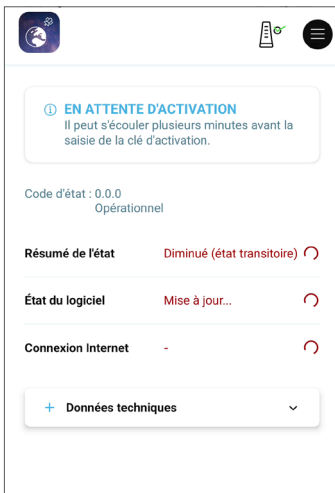 EN ATTENTE D'ACTIVATION
Il peut s'écouler plusieurs minutes avant la
saisie de la clé d'activation.
Code d'état : 0.0.0
Opérationnel
Résumé de l'état Diminué (état transitoire)
État du logiciel Mise à jour...
Connexion Internet -
+ Données techniques